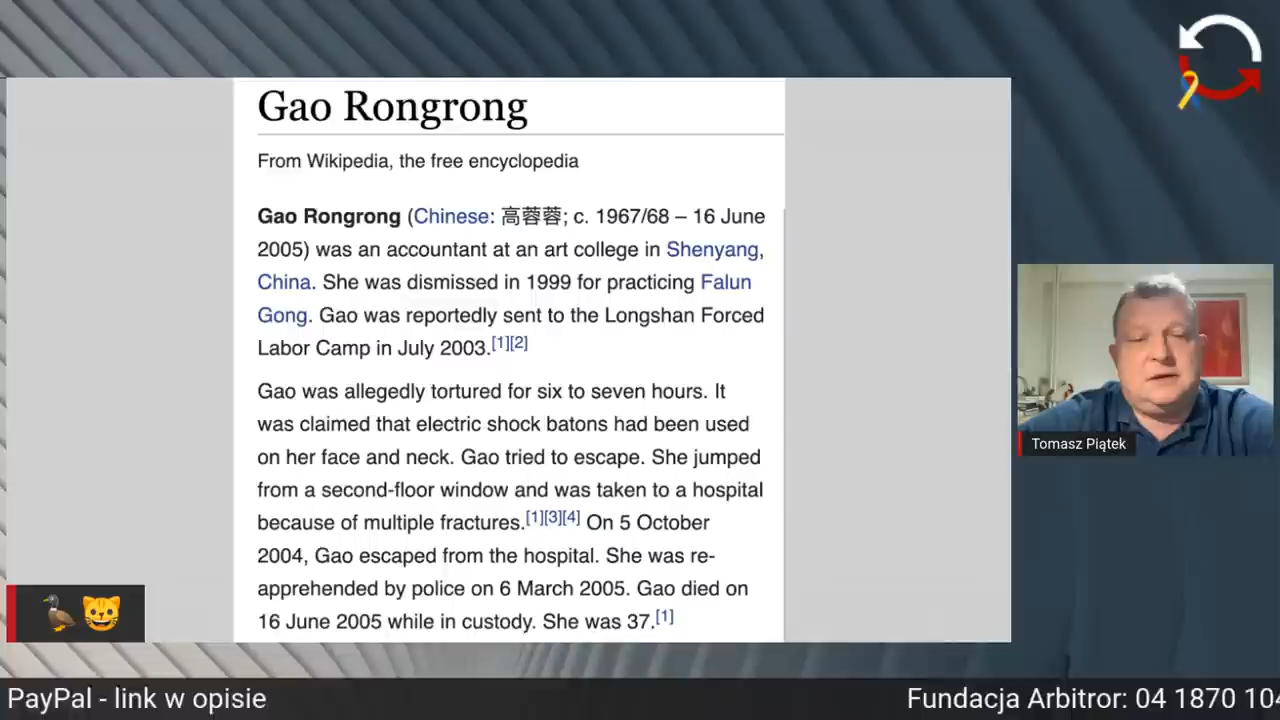 Gao Rongrong
From Wikipedia, the free encyclopedia
Gao Rongrong (Chinese: 高蓉蓉; c. 1967/68 – 16 June
2005) was an accountant at an art college in Shenyang,
China. She was dismissed in 1999 for practicing Falun
Gong. Gao was reportedly sent to the Longshan Forced
Labor Camp in July 2003.[1][2]
Gao was allegedly tortured for six to seven hours. It
was claimed that electric shock batons had been used
on her face and neck. Gao tried to escape. She jumped
from a second-floor window and was taken to a hospital
because of multiple fractures.[1][3][4] On 5 October
2004, Gao escaped from the hospital. She was re-
apprehended by police on 6 March 2005. Gao died on
16 June 2005 while in custody. She was 37.[1]
Tomasz Piątek
PayPal - link w opisie
Fundacja Arbitror: 04 1870 104